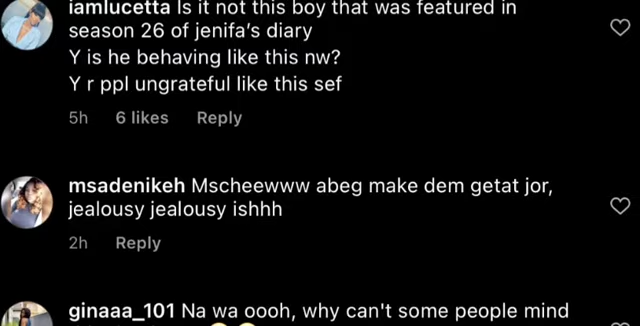 iamlucetta Is it not this boy that was featured in
season 26 of jenifa's diary
Y is he behaving like this nw?
Y r ppl ungrateful like this sef
5h 6 likes Reply
msadenikeh Mscheewww abeg make dem getat jor,
jealousy jealousy ishhh
2h Reply
ginaaa_101 Na wa oooh, why can't some people mind